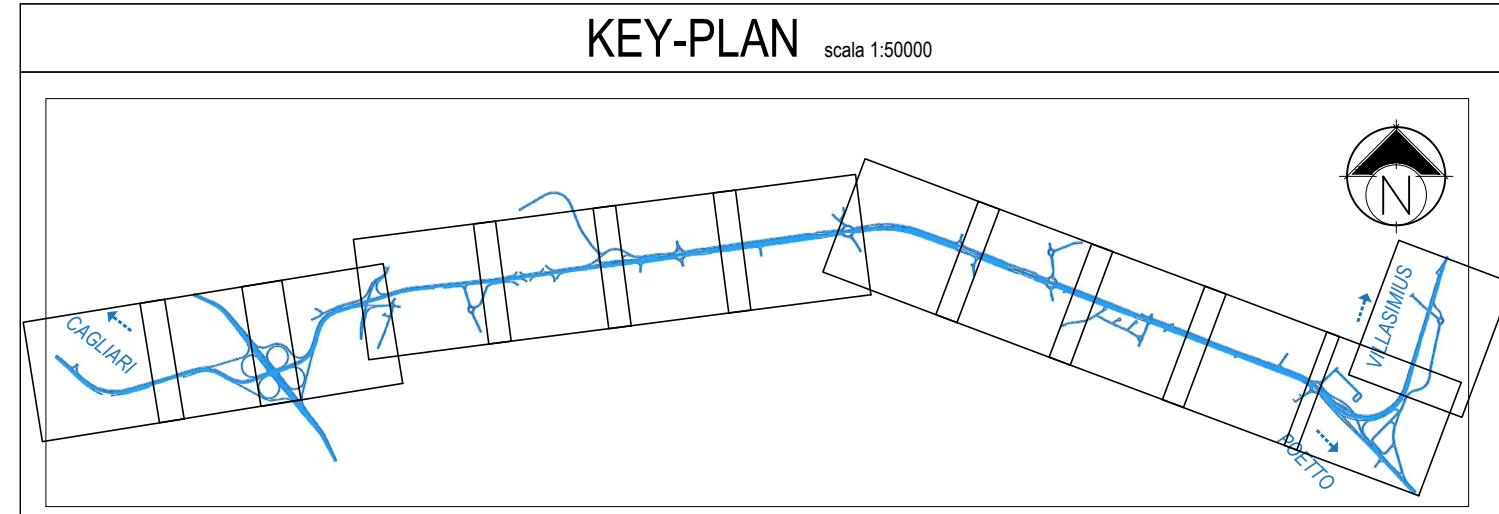 KEY-PLAN scala 1:50000
N
CAGLIARI
VILLASIMIUS
POETTO